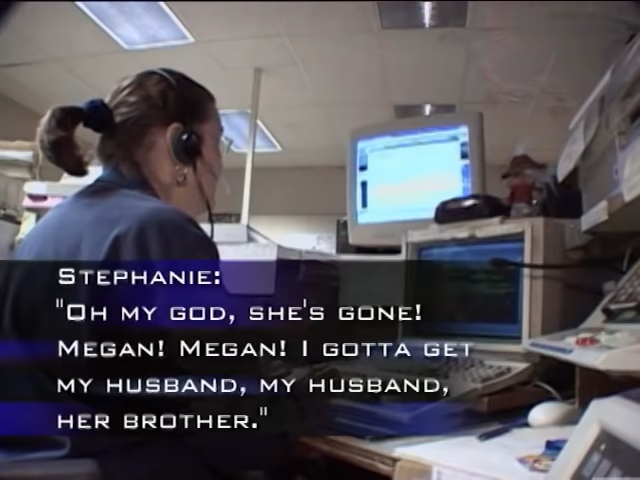 STEPHANIE:
"OH MY GOD, SHE'S GONE!
MEGAN! MEGAN! I GOTTA GET
MY HUSBAND, MY HUSBAND,
HER BROTHER."